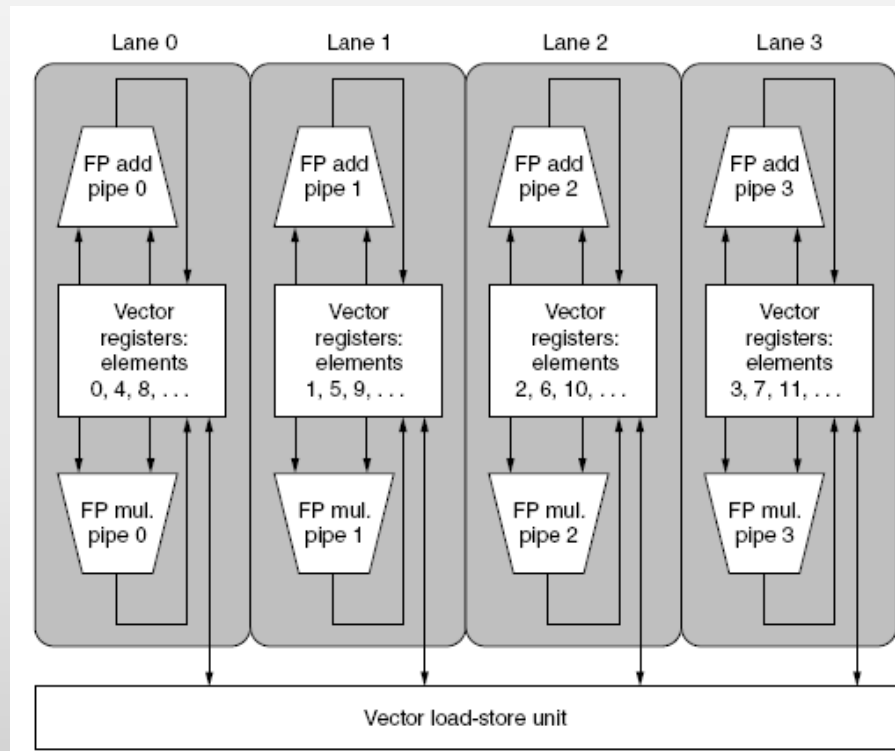 Lane 0
Lane 1
Lane 2
Lane 3
FP add
pipe 0
FP add
pipe 1
FP add
pipe 2
FP add
pipe 3
Vector
registers:
elements
0, 4, 8, . . .
Vector
registers:
elements
1, 5, 9, . . .
Vector
registers:
elements
2, 6, 10, . . .
Vector
registers:
elements
3, 7, 11, . . .
FP mul.
pipe 0
FP mul.
pipe 1
FP mul.
pipe 2
FP mul.
pipe 3
Vector load-store unit